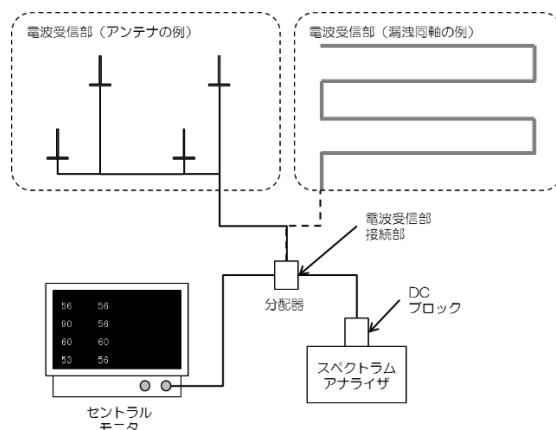 電波受信部（アンテナの例）
電波受信部（漏洩同軸の例）
電波受信部
接続部
分配器
DC
ブロック
56 56
90 56
60 60
53 56
スペクトラム
アナライザ
セントラル
モニタ